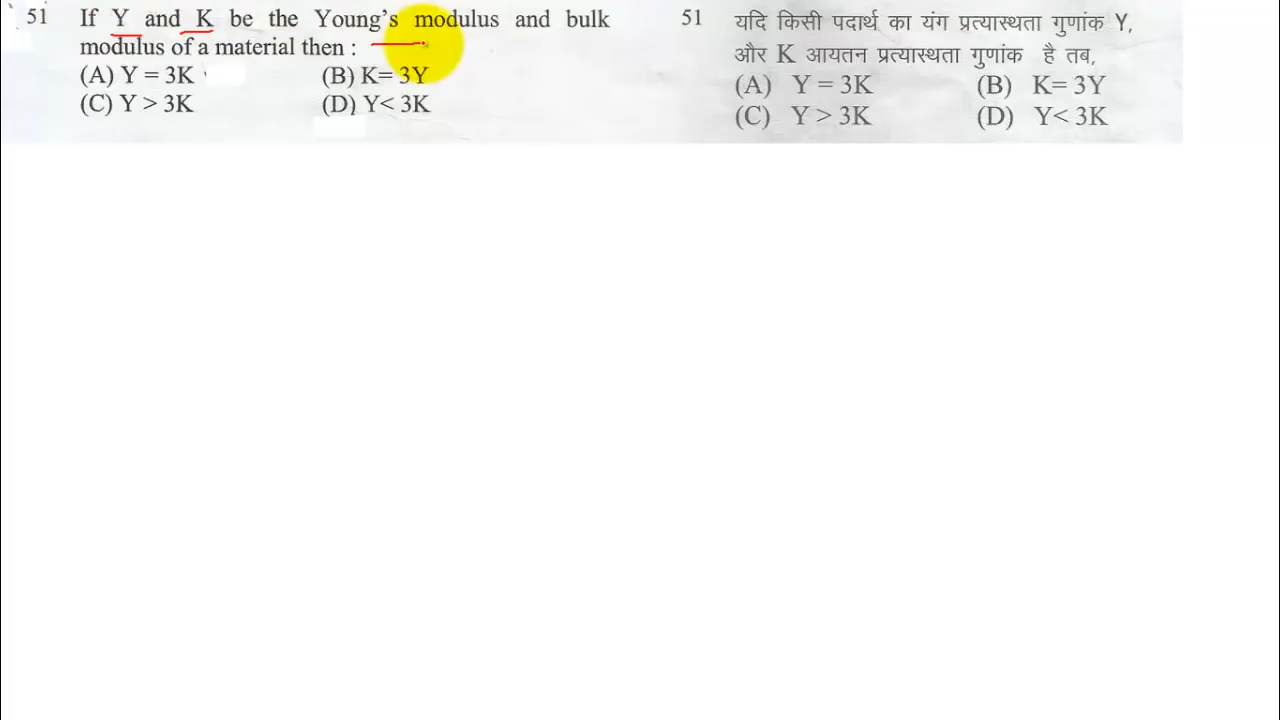 51 If Y and K be the Young's modulus and bulk
modulus of a material then :
(A) Y = 3K (B) K= 3Y
(C) Y > 3K (D) Y< 3K
51 यदि किसी पदार्थ का यंग प्रत्यास्थता गुणांक Y,
और K आयतन प्रत्यास्थता गुणांक है तब,
(A) Y = 3K (B) K= 3Y
(C) Y > 3K (D) Y< 3K